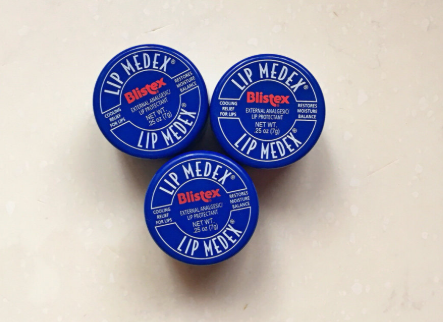 LIP MEDEX®
Blistex
EXTERNAL ANALGESIC/
LIP PROTECTANT
NET WT.
.25 oz (7g)
COOLING
RELIEF
FOR LIPS
RESTORES
MOISTURE
BALANCE
LIP MEDEX®
LIP MEDEX®
Blistex
EXTERNAL ANALGESIC/
LIP PROTECTANT
NET WT.
.25 oz (7g)
COOLING
RELIEF
FOR LIPS
RESTORES
MOISTURE
BALANCE
LIP MEDEX®
LIP MEDEX®
Blistex
EXTERNAL ANALGESIC/
LIP PROTECTANT
NET WT.
.25 oz (7g)
COOLING
RELIEF
FOR LIPS
RESTORES
MOISTURE
BALANCE
LIP MEDEX®